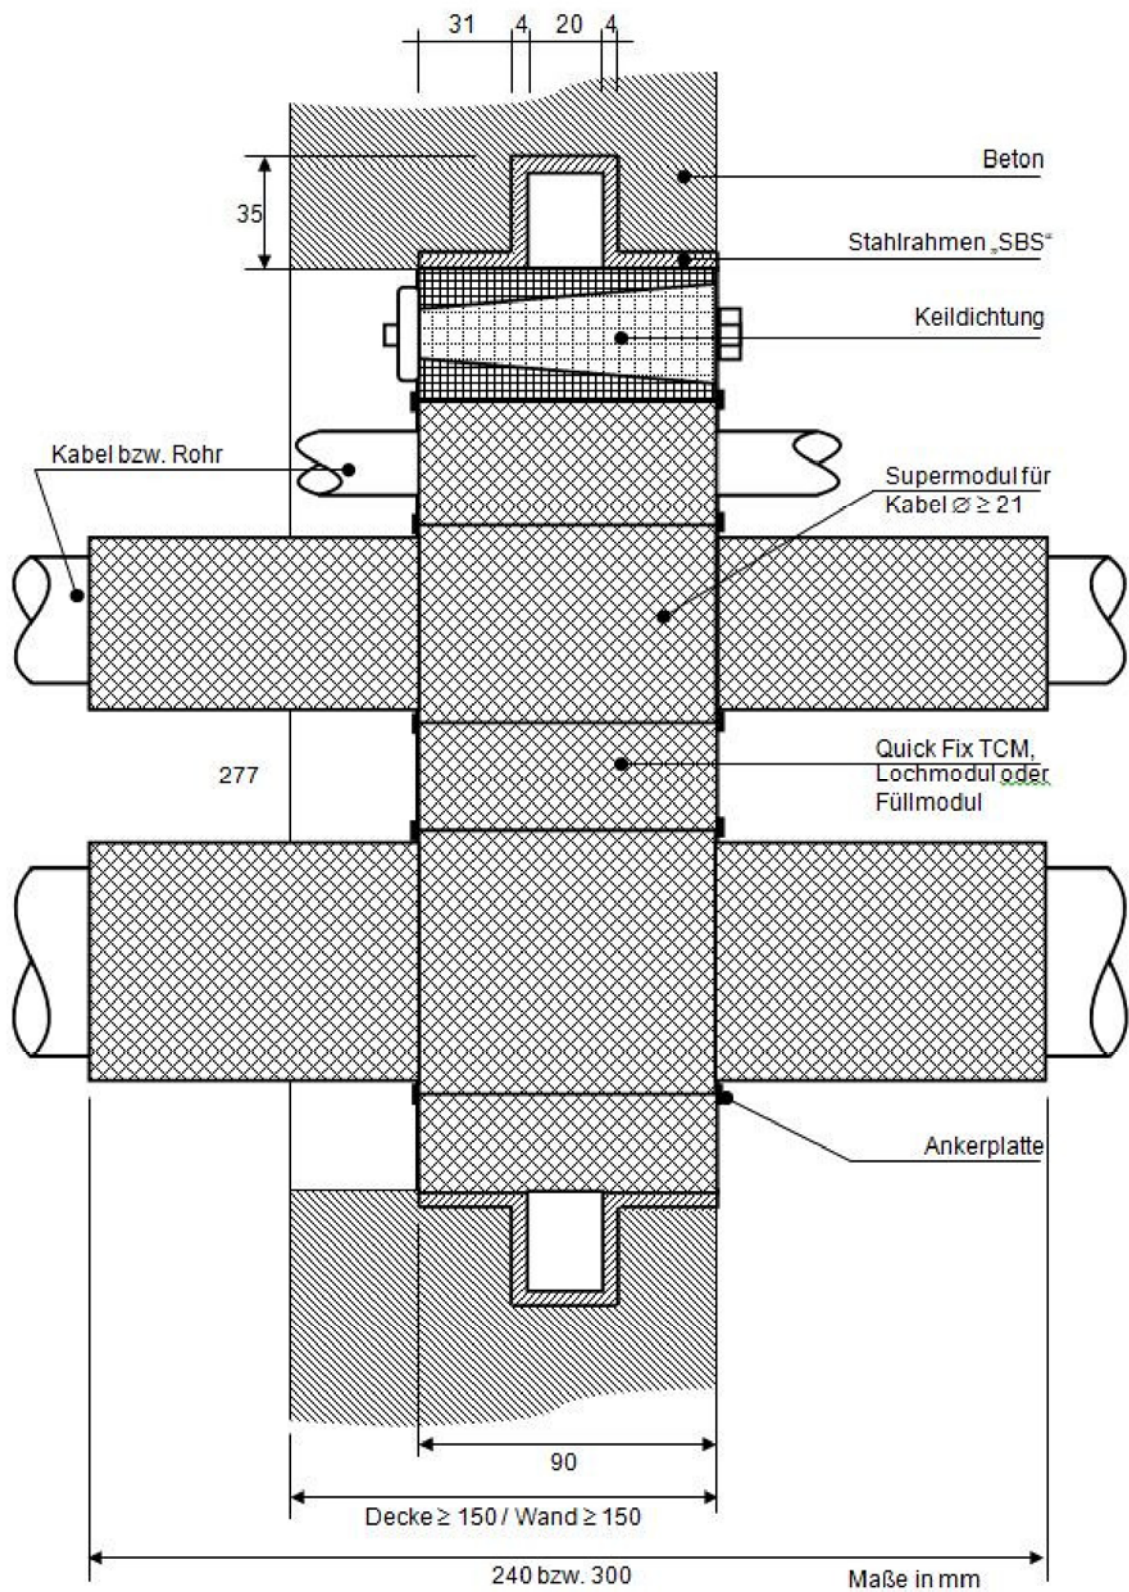 31 4 20 4
Beton
35
Stahlrahmen „SBS“
Keildichtung
Kabel bzw. Rohr
Supermodul für
Kabel ∅ ≥ 21
Quick Fix TCM,
Lochmodul oder
Füllmodul
277
Ankerplatte
90
Decke ≥ 150 / Wand ≥ 150
240 bzw. 300
Maße in mm